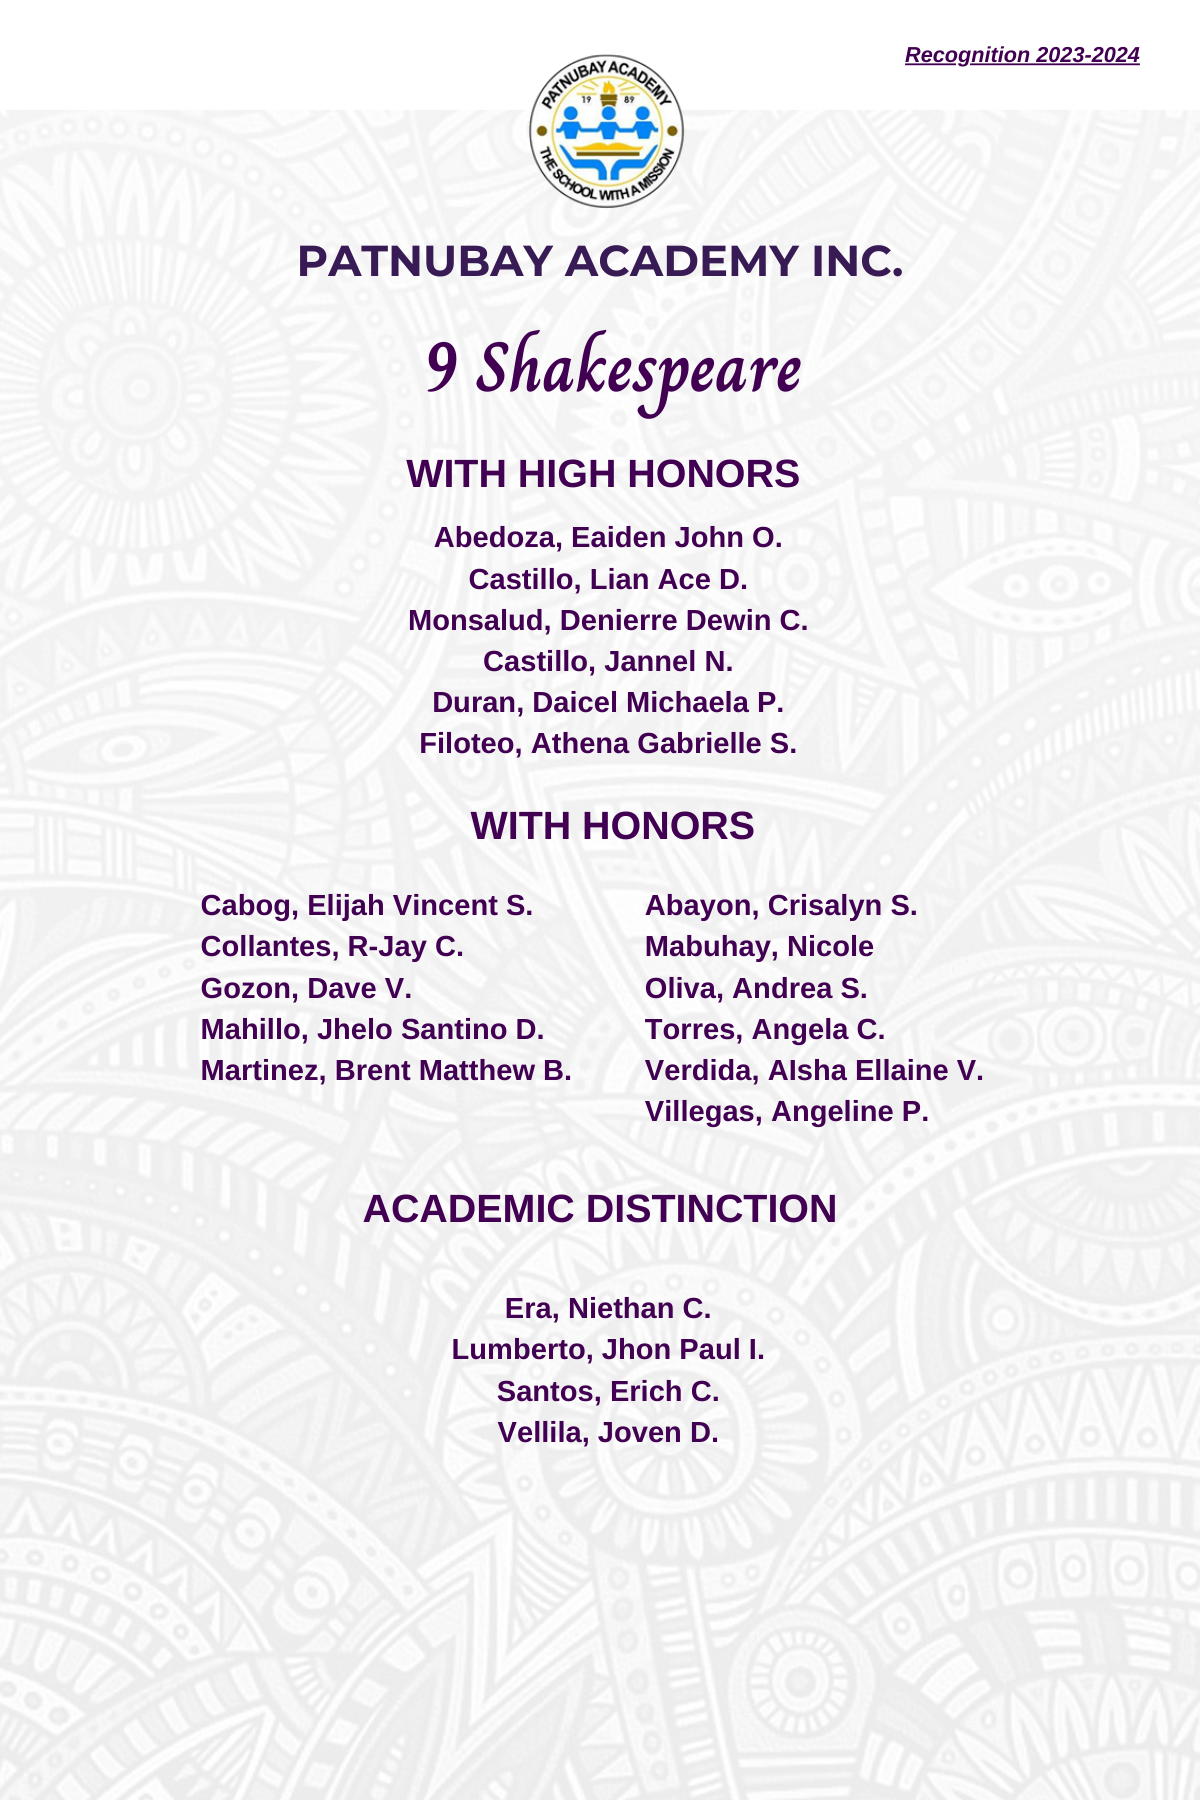 Recognition 2023-2024
PATNUBAY ACADEMY
19 89
THE SCHOOL WITH A MISSION
PATNUBAY ACADEMY INC.
9 Shakespeare
WITH HIGH HONORS
Abedoza, Eaiden John O.
Castillo, Lian Ace D.
Monsalud, Denierre Dewin C.
Castillo, Jannel N.
Duran, Daicel Michaela P.
Filoteo, Athena Gabrielle S.
WITH HONORS
Cabog, Elijah Vincent S.
Collantes, R-Jay C.
Gozon, Dave V.
Mahillo, Jhelo Santino D.
Martinez, Brent Matthew B.
Abayon, Crisalyn S.
Mabuhay, Nicole
Oliva, Andrea S.
Torres, Angela C.
Verdida, AIsha Ellaine V.
Villegas, Angeline P.
ACADEMIC DISTINCTION
Era, Niethan C.
Lumberto, Jhon Paul I.
Santos, Erich C.
Vellila, Joven D.